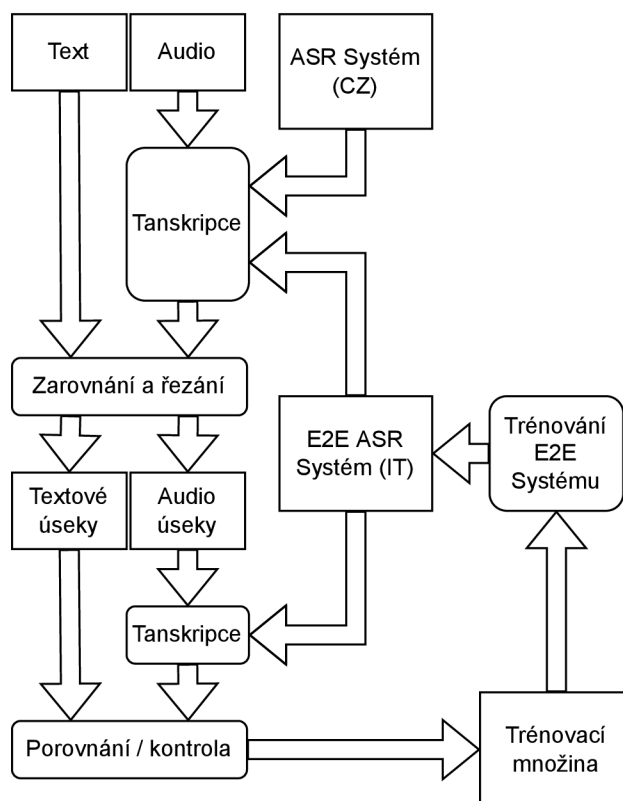 Text
Audio
ASR Systém
(CZ)
Tanskripce
Zarovnání a řezání
E2E ASR
Systém (IT)
Trénování
E2E
Systému
Textové
úseky
Audio
úseky
Tanskripce
Porovnání / kontrola
Trénovací
množina